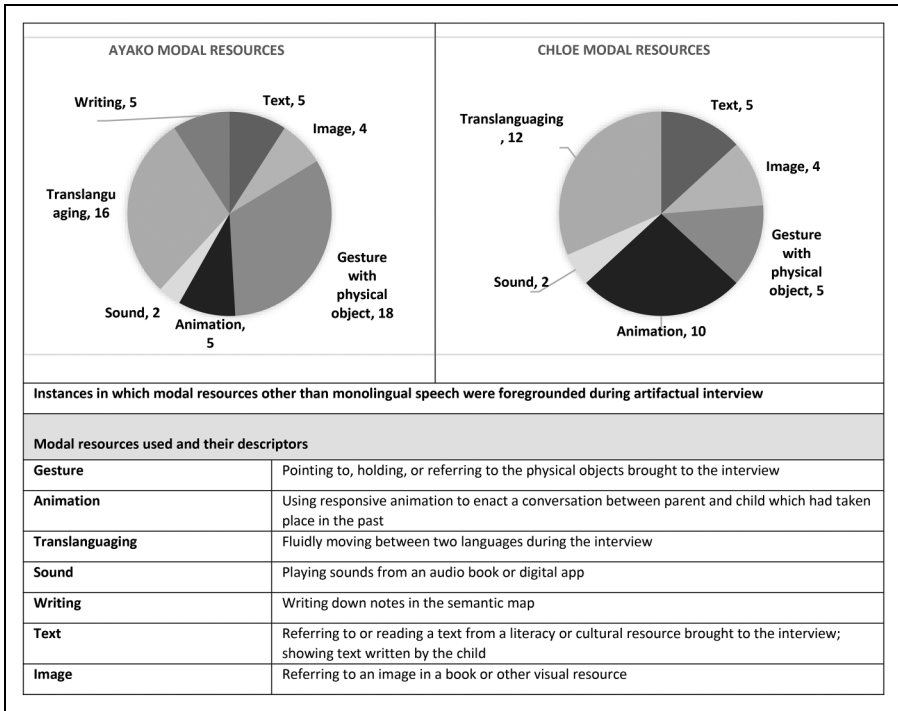 AYAKO MODAL RESOURCES
Writing, 5
Text, 5
Image, 4
Translangu
aging, 16
Gesture
with
physical
object, 18
Sound, 2
Animation,
5
CHLOE MODAL RESOURCES
Text, 5
Translanguaging
, 12
Image, 4
Gesture
with
physical
object, 5
Sound, 2
Animation, 10
Instances in which modal resources other than monolingual speech were foregrounded during artifactual interview
Modal resources used and their descriptors
Gesture
Pointing to, holding, or referring to the physical objects brought to the interview
Animation
Using responsive animation to enact a conversation between parent and child which had taken
place in the past
Translanguaging
Fluidly moving between two languages during the interview
Sound
Playing sounds from an audio book or digital app
Writing
Writing down notes in the semantic map
Text
Referring to or reading a text from a literacy or cultural resource brought to the interview;
showing text written by the child
Image
Referring to an image in a book or other visual resource